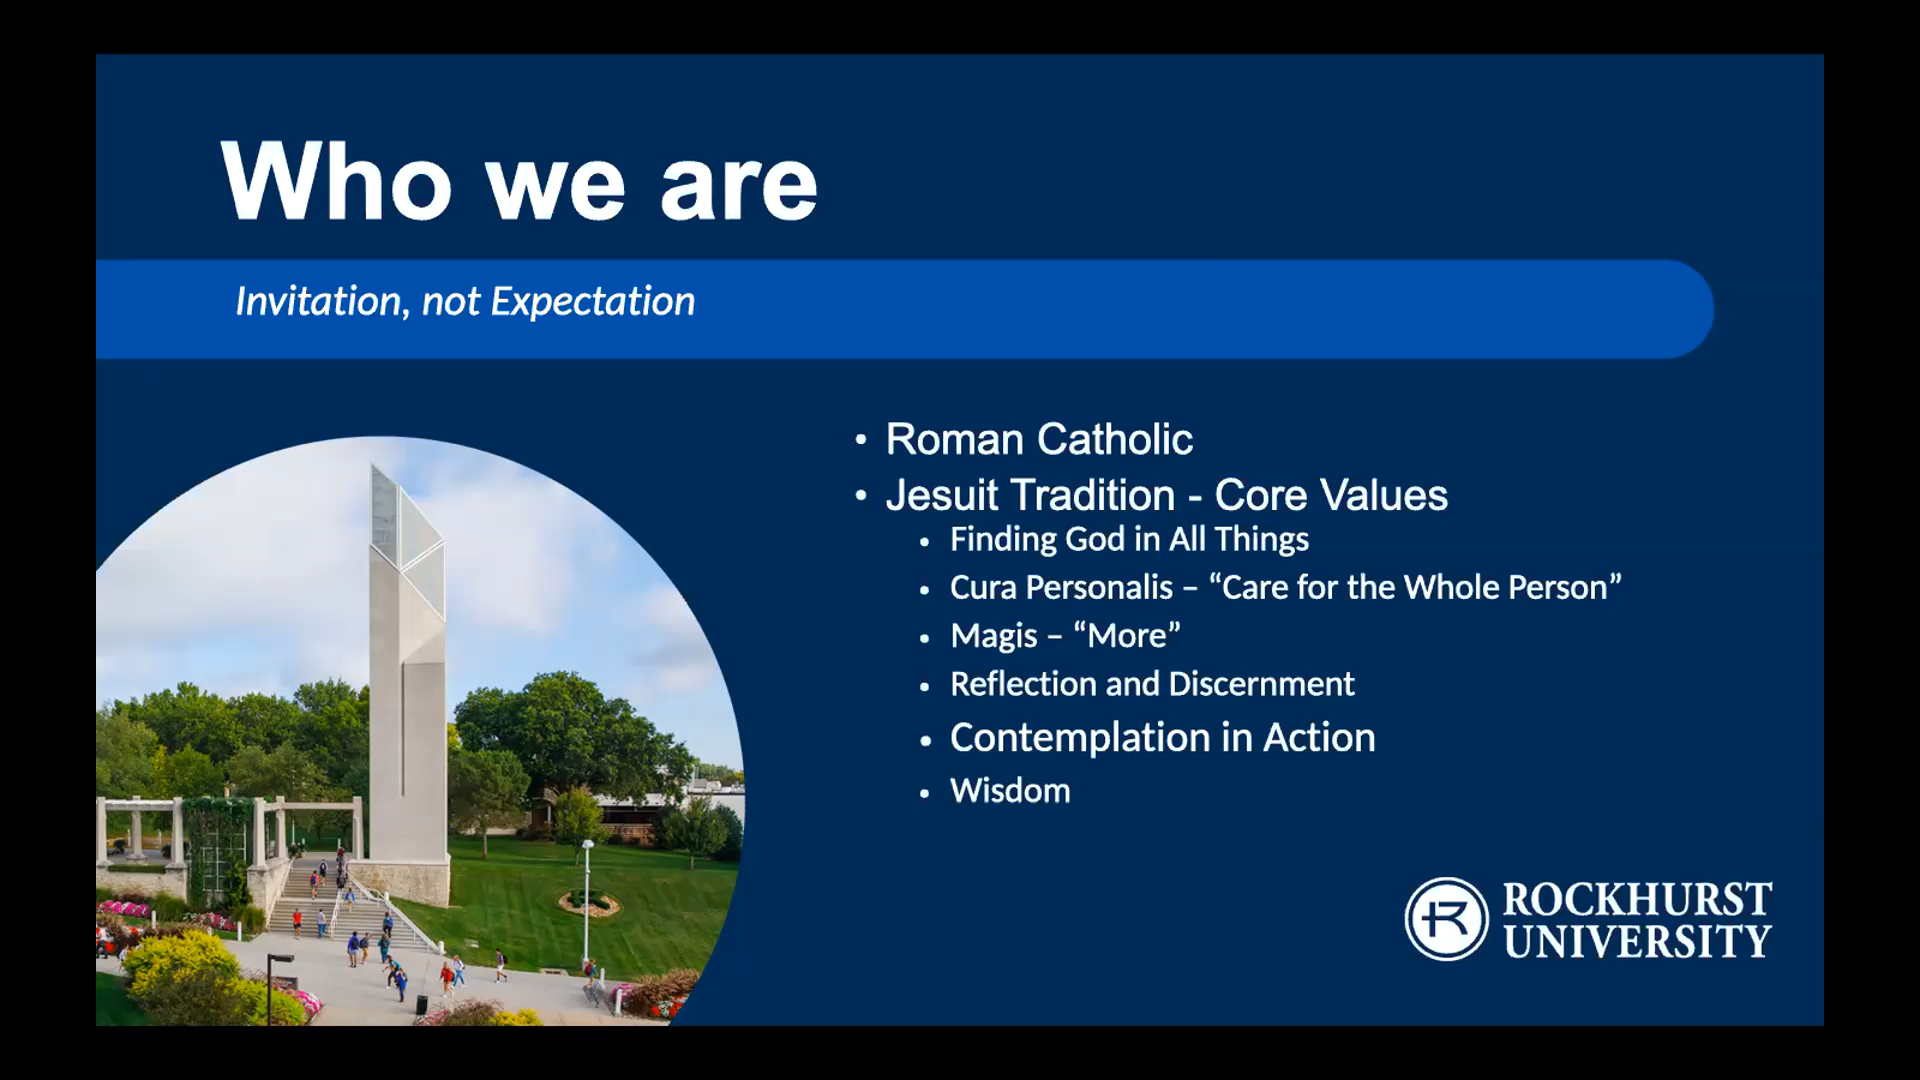 Who we are
Invitation, not Expectation
• Roman Catholic
• Jesuit Tradition - Core Values
• Finding God in All Things
• Cura Personalis – “Care for the Whole Person”
• Magis – “More”
• Reflection and Discernment
• Contemplation in Action
• Wisdom
ROCKHURST
UNIVERSITY